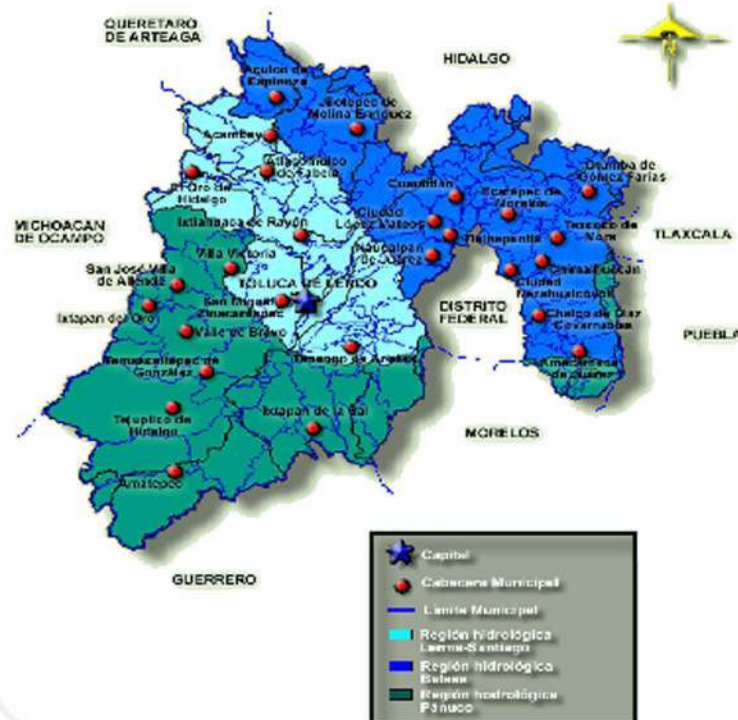 QUERETARO
DE ARTEAGA
HIDALGO
Aculco de
Espinoza
Jilotepec de
Molina Enríquez
Acambay
Atlacomulco
de Fabela
El Oro de
Hidalgo
Cuautitlán
Ecatepec de
Morelos
Otumba de
Gómez Farías
MICHOACAN
DE OCAMPO
Ixtlahuaca de Rayón
Ciudad
López Mateos
Tlalnepantla
Texcoco de
Mora
TLAXCALA
Naucalpan
de Juárez
Villa Victoria
San José Villa
de Allende
TOLUCA DE LERDO
Chimalhuacán
Ciudad
Nezahualcóyotl
San Miguel
Zinacantepec
DISTRITO
FEDERAL
Ixtapan del Oro
Chalco de Díaz
Covarrubias
Valle de Bravo
PUEBLA
Tenango de Arista
Amecameca
de Juárez
Temascaltepec de
González
Tejupilco de
Hidalgo
Ixtapan de la Sal
MORELOS
Amatepec
GUERRERO
Capital
Cabecera Municipal
Límite Municipal
Región hidrológica
Lerma-Santiago
Región hidrológica
Balsas
Región hodrológica
Pánuco